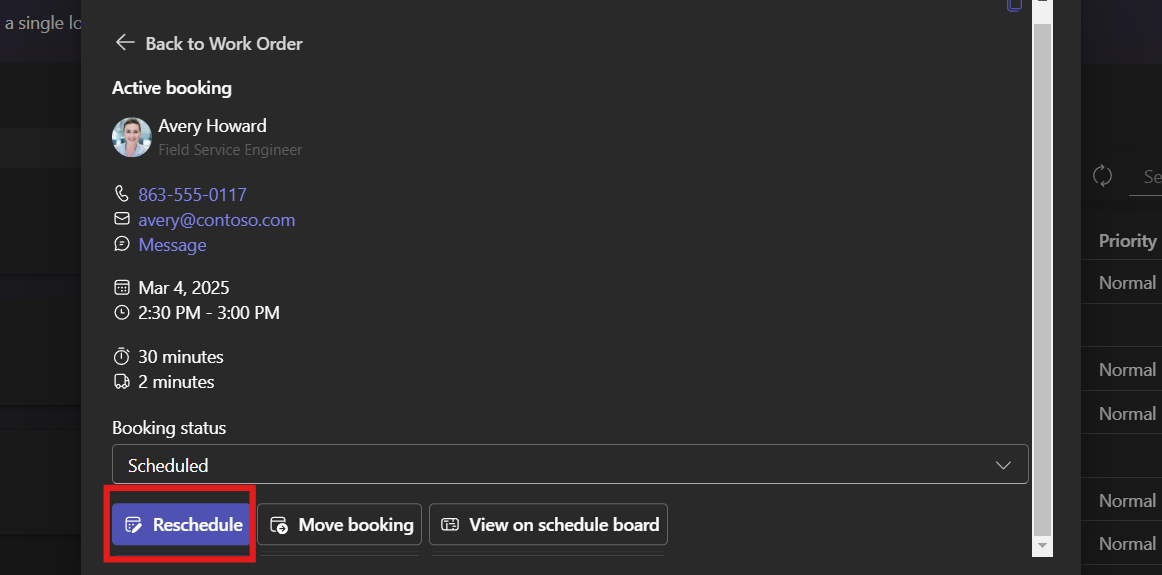 a single lo
Back to Work Order
Active booking
Avery Howard
Field Service Engineer
863-555-0117
avery@contoso.com
Message
Mar 4, 2025
2:30 PM - 3:00 PM
30 minutes
2 minutes
Booking status
Scheduled
Reschedule
Move booking
View on schedule board
Se
Priority
Normal
Normal
Normal
Normal
Normal